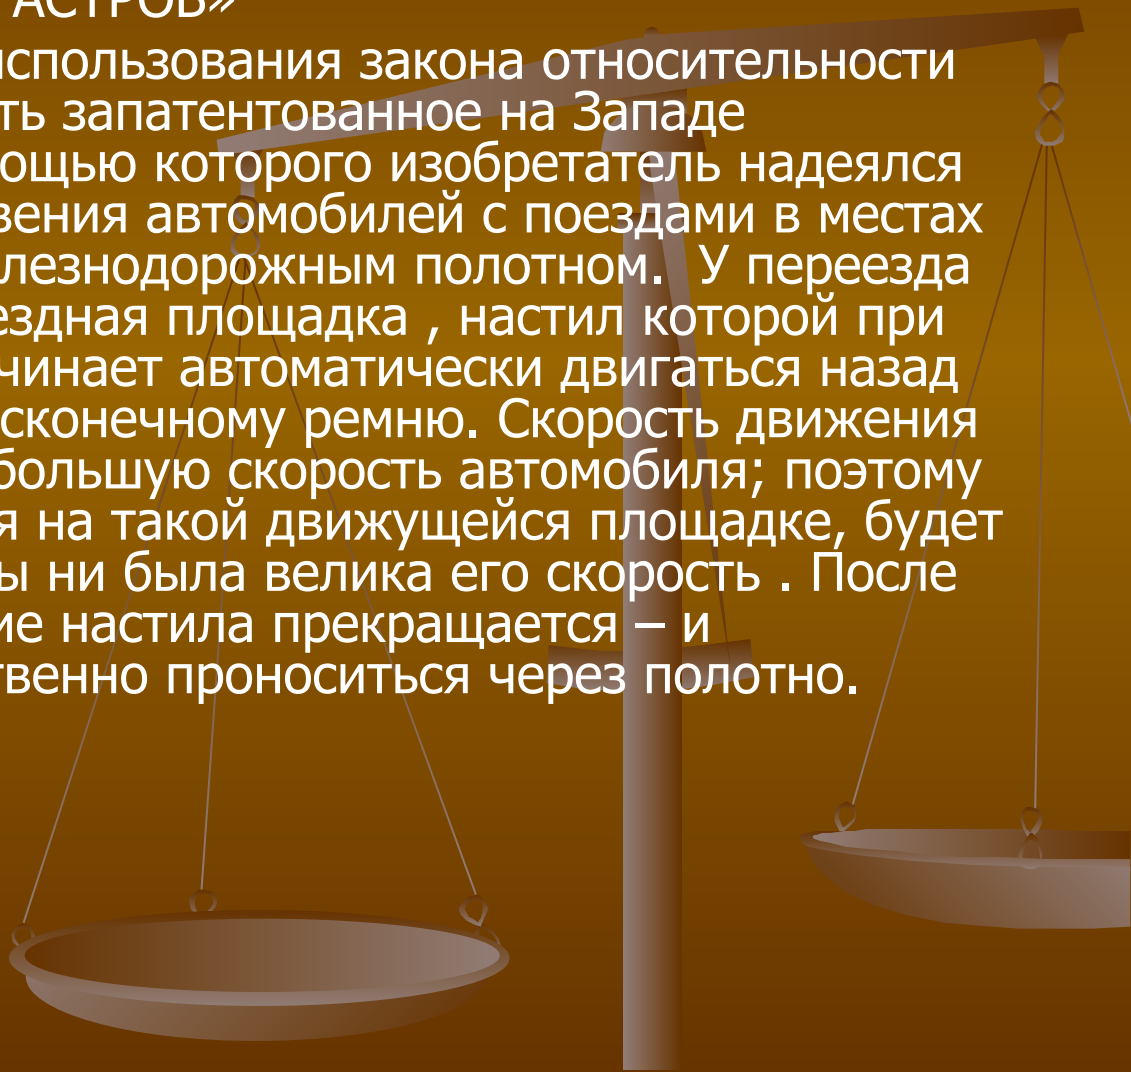 АСТРОВ»
использования закона относительности
ть запатентованное на Западе
ощью которого изобретатель надеялся
вения автомобилей с поездами в местах
лезнодорожным полотном. У переезда
ездная площадка , настил которой при
чинает автоматически двигаться назад
сконечному ремню. Скорость движения
большую скорость автомобиля; поэтому
я на такой движущейся площадке, будет
ы ни была велика его скорость . После
ие настила прекращается – и
твенно проноситься через полотно.